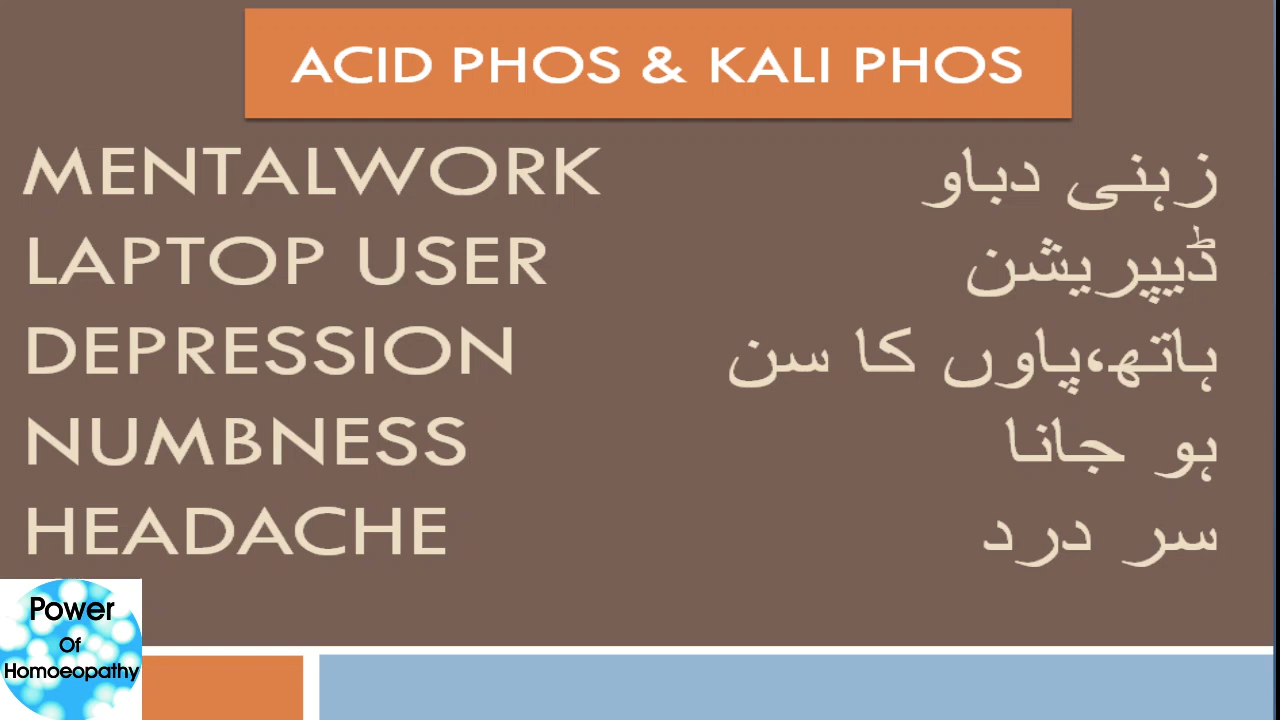 ACID PHOS & KALI PHOS
MENTALWORK
LAPTOP USER
DEPRESSION
NUMBNESS
HEADACHE
زہنی دباو
ڈیپریشن
ہاتھ،پاوں کا سن
ہو جانا
سر درد
Power
Of
Homoeopathy